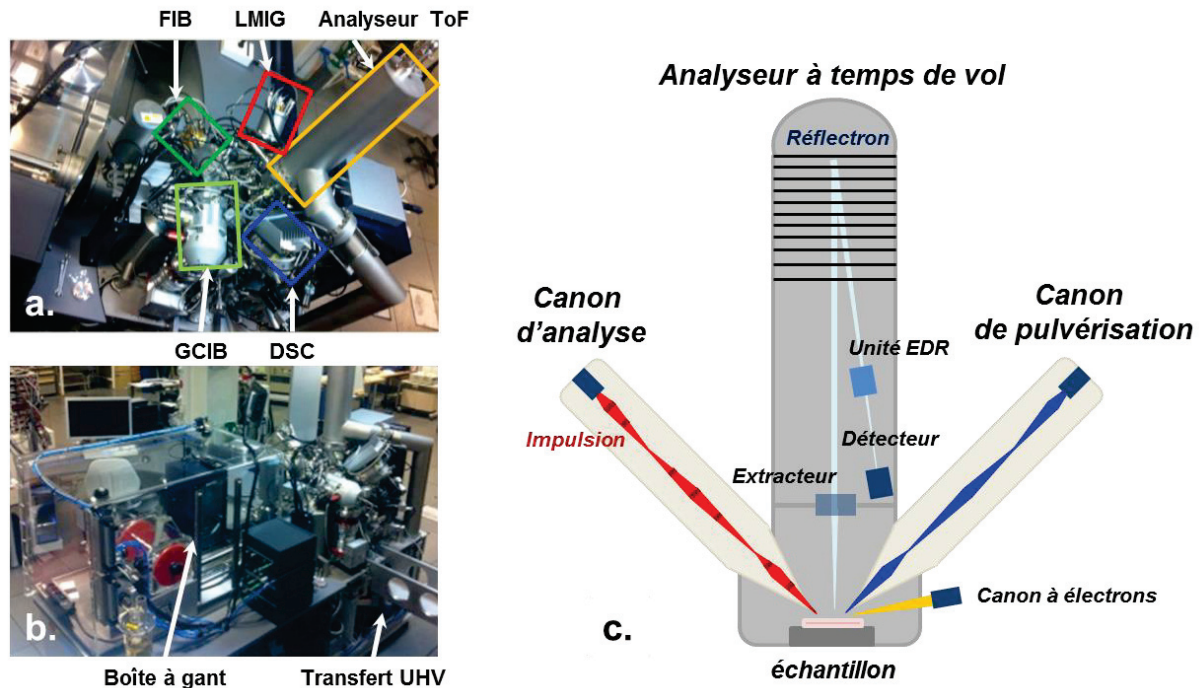 FIB LMIG Analyseur ToF
a.
GCIB DSC
b.
Boîte à gant Transfert UHV
Analyseur à temps de vol
Réflectron
Canon
d'analyse
Canon
de pulvérisation
Unité EDR
Impulsion
Détecteur
Extracteur
Canon à électrons
c.
échantillon